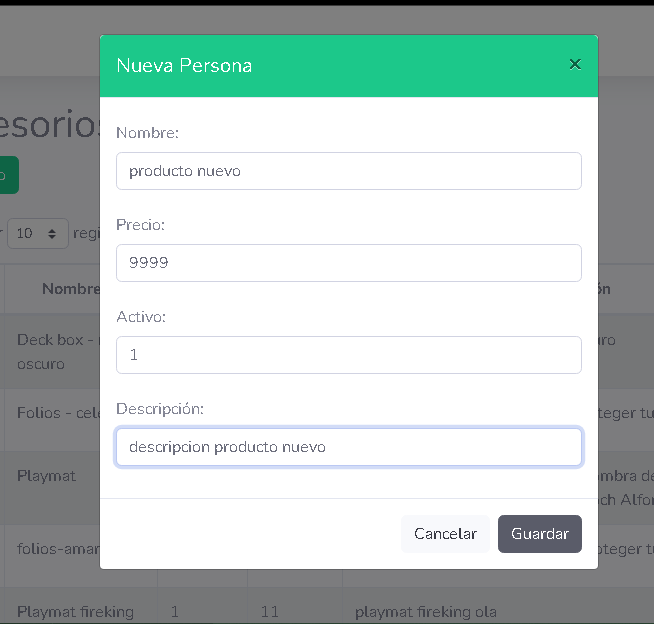 Nueva Persona ×
esorios
o
10 regi
Nombre:
producto nuevo
Precio:
9999
Activo:
1
Descripción:
descripcion producto nuevo
Cancelar Guardar
Nombre ón
Deck box - uro
oscuro
Folios - cele teger tu
Playmat mbra de
ch Alfon
folios-amar oteger tu
Playmat fireking 1 11 playmat fireking ola